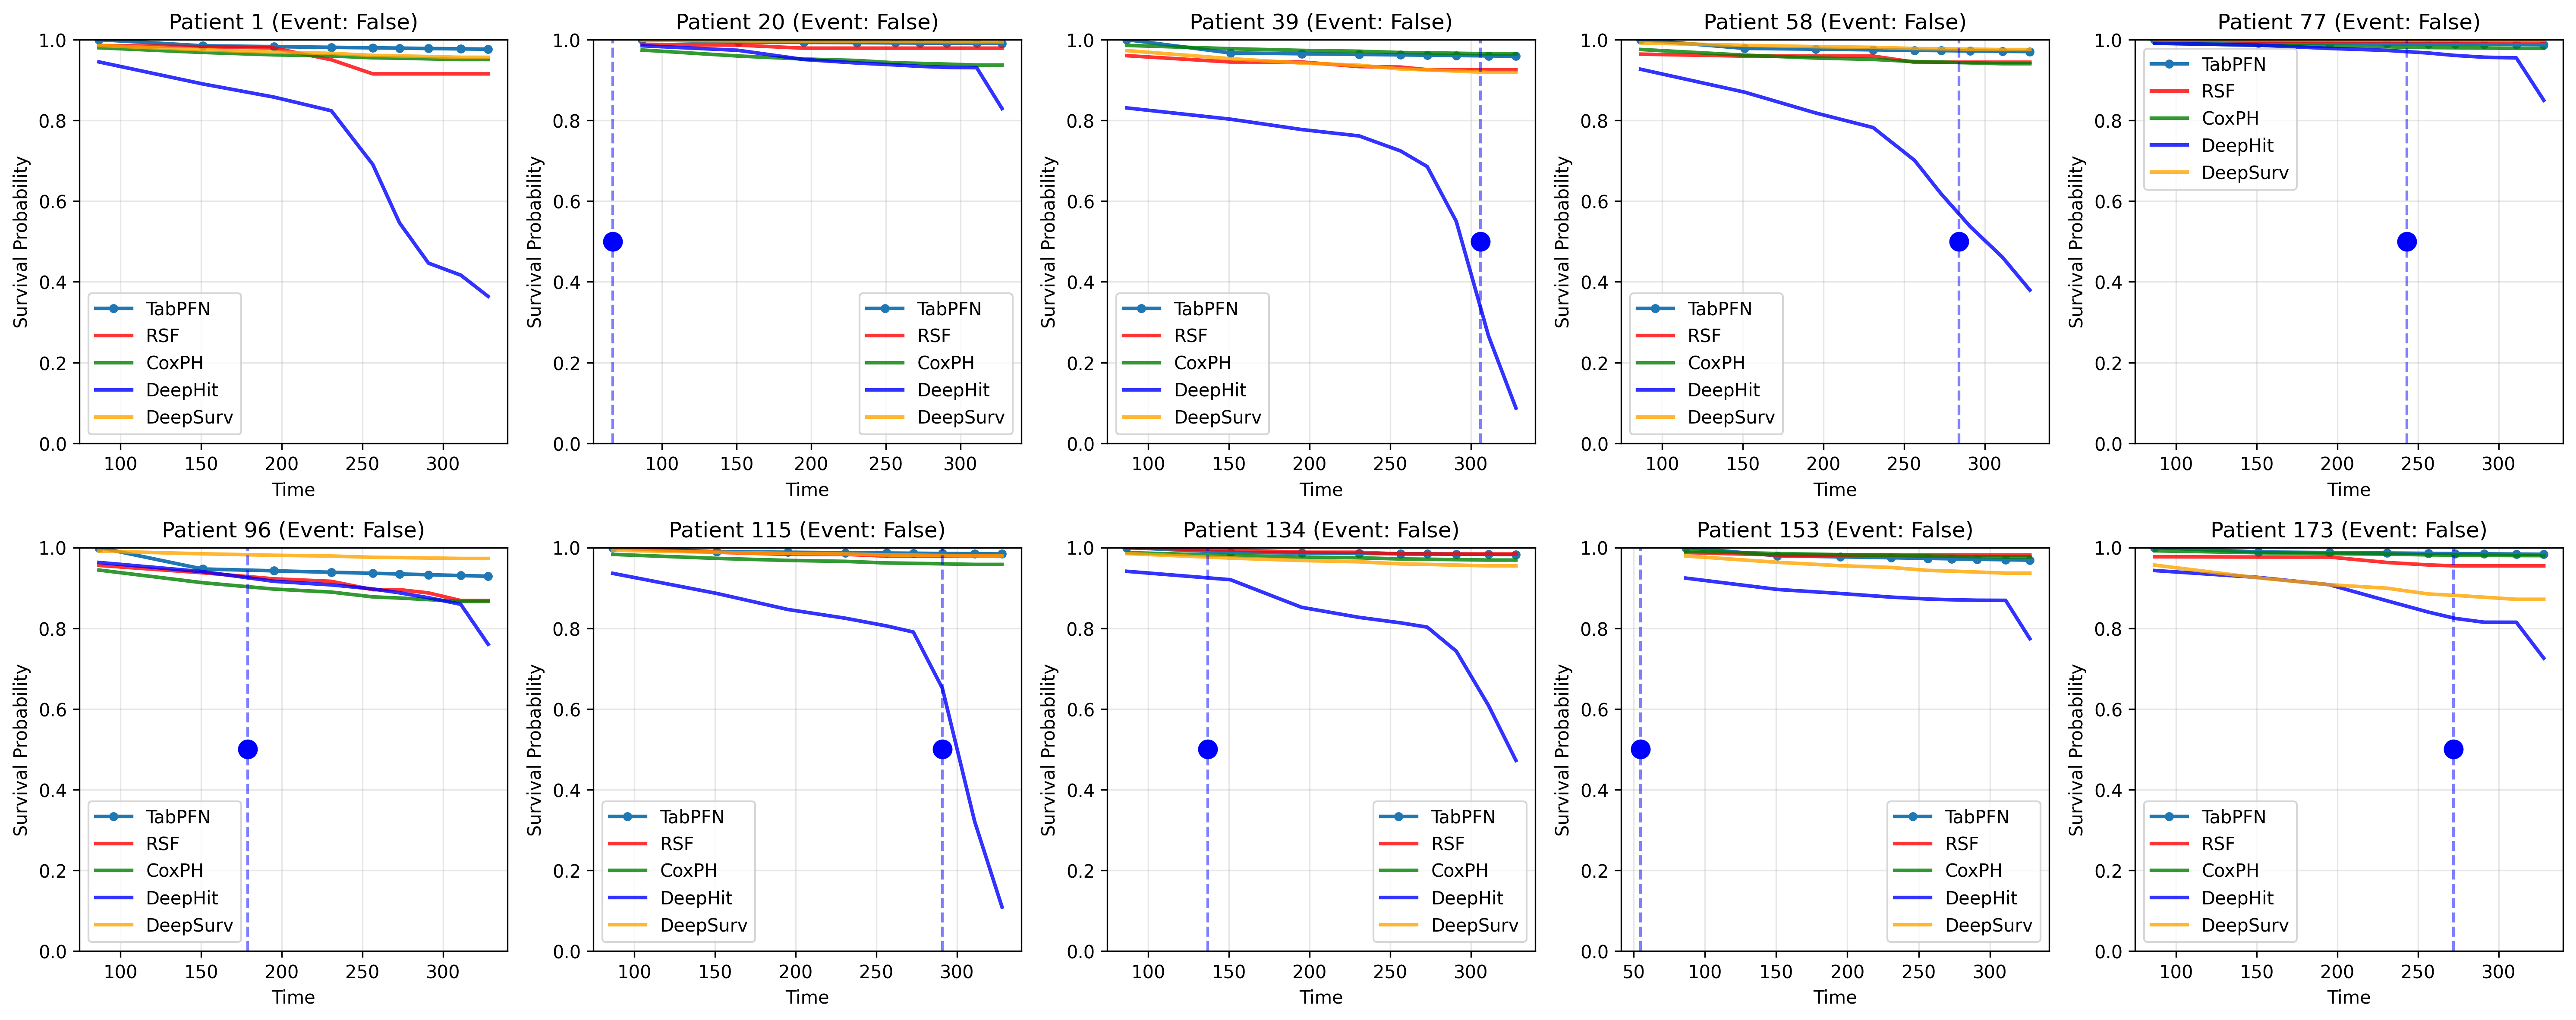 Patient 1 (Event: False)
Survival Probability
1.0
0.8
0.6
0.4
0.2
0.0
TabPFN
RSF
CoxPH
DeepHit
DeepSurv
100 150 200 250 300
Time
Patient 20 (Event: False)
Survival Probability
1.0
0.8
0.6
0.4
0.2
0.0
TabPFN
RSF
CoxPH
DeepHit
DeepSurv
100 150 200 250 300
Time
Patient 39 (Event: False)
Survival Probability
1.0
0.8
0.6
0.4
0.2
0.0
TabPFN
RSF
CoxPH
DeepHit
DeepSurv
100 150 200 250 300
Time
Patient 58 (Event: False)
Survival Probability
1.0
0.8
0.6
0.4
0.2
0.0
TabPFN
RSF
CoxPH
DeepHit
DeepSurv
100 150 200 250 300
Time
Patient 77 (Event: False)
Survival Probability
1.0
0.8
0.6
0.4
0.2
0.0
TabPFN
RSF
CoxPH
DeepHit
DeepSurv
100 150 200 250 300
Time
Patient 96 (Event: False)
Survival Probability
1.0
0.8
0.6
0.4
0.2
0.0
TabPFN
RSF
CoxPH
DeepHit
DeepSurv
100 150 200 250 300
Time
Patient 115 (Event: False)
Survival Probability
1.0
0.8
0.6
0.4
0.2
0.0
TabPFN
RSF
CoxPH
DeepHit
DeepSurv
100 150 200 250 300
Time
Patient 134 (Event: False)
Survival Probability
1.0
0.8
0.6
0.4
0.2
0.0
TabPFN
RSF
CoxPH
DeepHit
DeepSurv
100 150 200 250 300
Time
Patient 153 (Event: False)
Survival Probability
1.0
0.8
0.6
0.4
0.2
0.0
TabPFN
RSF
CoxPH
DeepHit
DeepSurv
50 100 150 200 250 300
Time
Patient 173 (Event: False)
Survival Probability
1.0
0.8
0.6
0.4
0.2
0.0
TabPFN
RSF
CoxPH
DeepHit
DeepSurv
100 150 200 250 300
Time